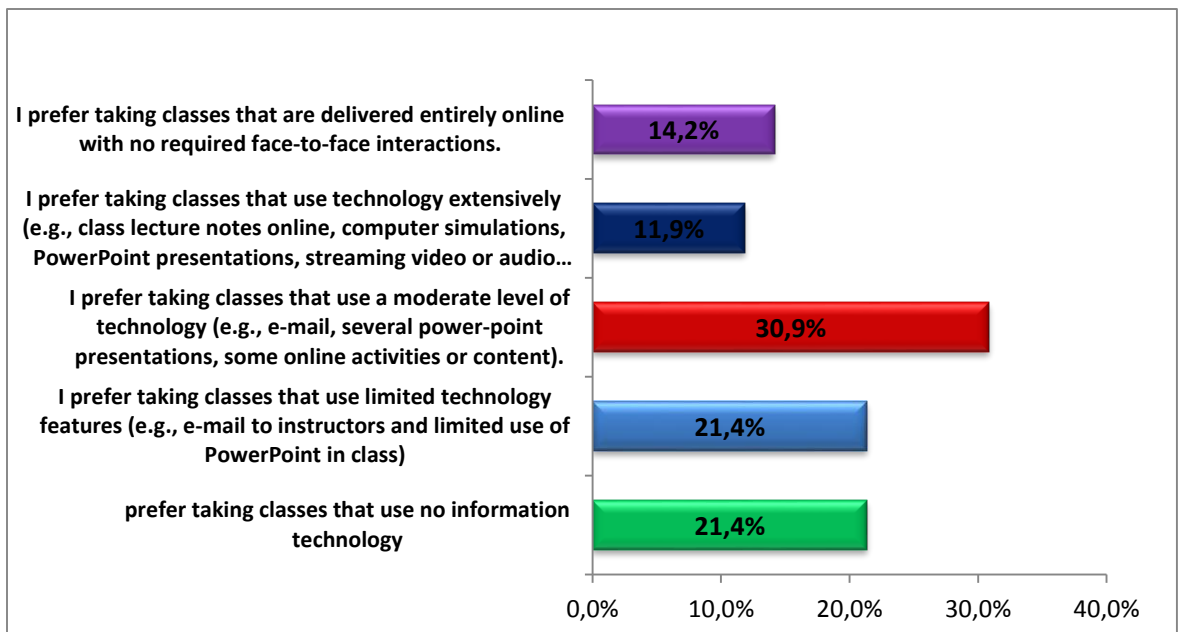 I prefer taking classes that are delivered entirely online
with no required face-to-face interactions.
14,2%
I prefer taking classes that use technology extensively
(e.g., class lecture notes online, computer simulations,
PowerPoint presentations, streaming video or audio…
11,9%
I prefer taking classes that use a moderate level of
technology (e.g., e-mail, several power-point
presentations, some online activities or content).
30,9%
I prefer taking classes that use limited technology
features (e.g., e-mail to instructors and limited use of
PowerPoint in class)
21,4%
prefer taking classes that use no information
technology
21,4%
0,0% 10,0% 20,0% 30,0% 40,0%